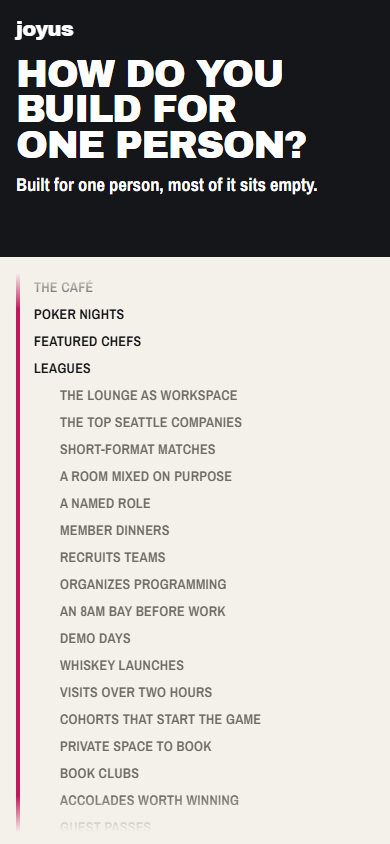 joyus
HOW DO YOU
BUILD FOR
ONE PERSON?
Built for one person, most of it sits empty.
THE CAFÉ
POKER NIGHTS
FEATURED CHEFS
LEAGUES
THE LOUNGE AS WORKSPACE
THE TOP SEATTLE COMPANIES
SHORT-FORMAT MATCHES
A ROOM MIXED ON PURPOSE
A NAMED ROLE
MEMBER DINNERS
RECRUITS TEAMS
ORGANIZES PROGRAMMING
AN 8AM BAY BEFORE WORK
DEMO DAYS
WHISKEY LAUNCHES
VISITS OVER TWO HOURS
COHORTS THAT START THE GAME
PRIVATE SPACE TO BOOK
BOOK CLUBS
ACCOLADES WORTH WINNING
GUEST PASSES